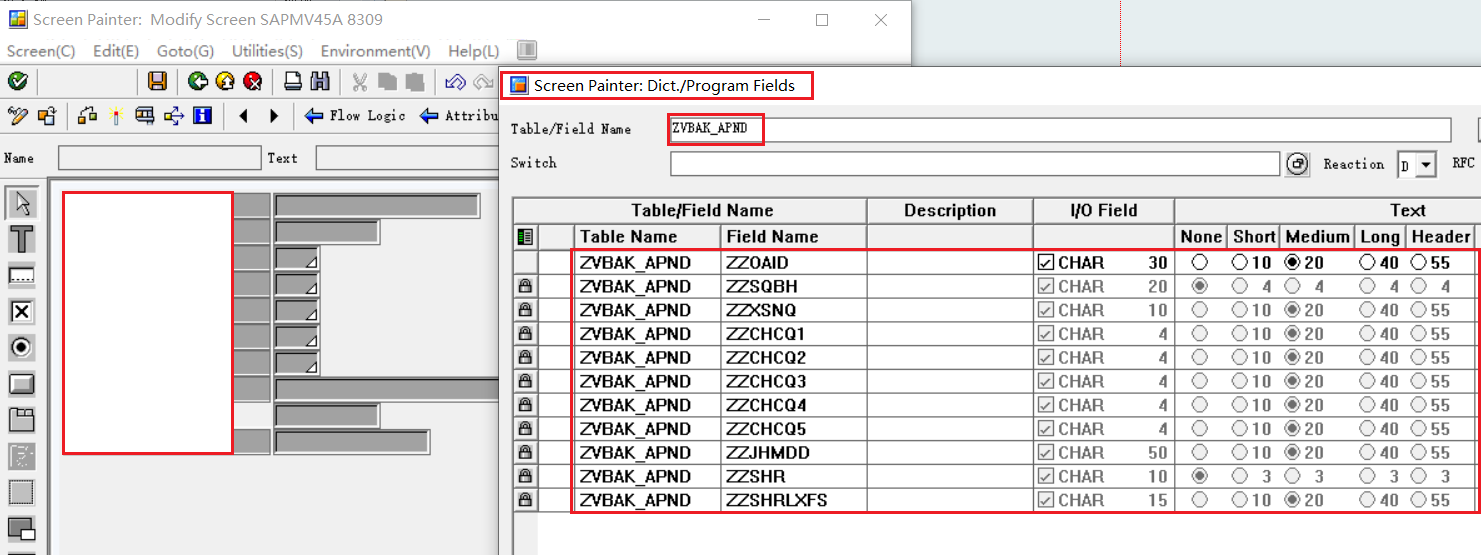 Screen Painter: Modify Screen SAPMV45A 8309
Screen(C) Edit(E) Goto(G) Utilities(S) Environment(V) Help(L)
Flow Logic Attribu
Name Text
Screen Painter: Dict./Program Fields
Table/Field Name ZVBAK_APND
Switch Reaction D RFC
Table/Field Name Description I/O Field Text
Table Name Field Name None Short Medium Long Header
ZVBAK_APND ZZOAID CHAR 30 10 20 40 55
ZVBAK_APND ZZSQBH CHAR 20 4 4 4 4
ZVBAK_APND ZZXSNQ CHAR 10 10 20 40 55
ZVBAK_APND ZZCHCQ1 CHAR 4 10 20 40 55
ZVBAK_APND ZZCHCQ2 CHAR 4 10 20 40 55
ZVBAK_APND ZZCHCQ3 CHAR 4 10 20 40 55
ZVBAK_APND ZZCHCQ4 CHAR 4 10 20 40 55
ZVBAK_APND ZZCHCQ5 CHAR 4 10 20 40 55
ZVBAK_APND ZZJHMDD CHAR 50 10 20 40 55
ZVBAK_APND ZZSHR CHAR 10 3 3 3 3
ZVBAK_APND ZZSHRLXFS CHAR 15 10 20 40 55